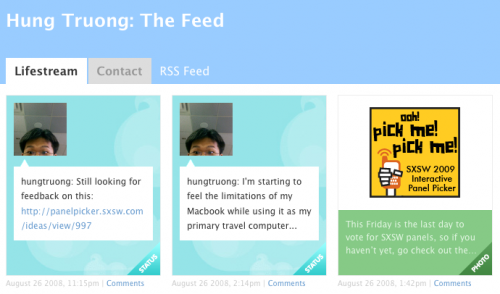 Hung Truong: The Feed
Lifestream
Contact
RSS Feed
hungtruong: Still looking for
feedback on this:
http://panelpicker.sxsw.com
/ideas/view/997
STATUS
August 26 2008, 11:15pm | Comments
hungtruong: I'm starting to
feel the limitations of my
Macbook while using it as my
primary travel computer...
STATUS
August 26 2008, 2:14pm | Comments
ooh!
pick me!
pick me!
SXSW 2009
Interactive
Panel Picker
This Friday is the last day to
vote for SXSW panels, so if you
haven't yet, go check out the...
PHOTO
August 26 2008, 1:42pm | Comments